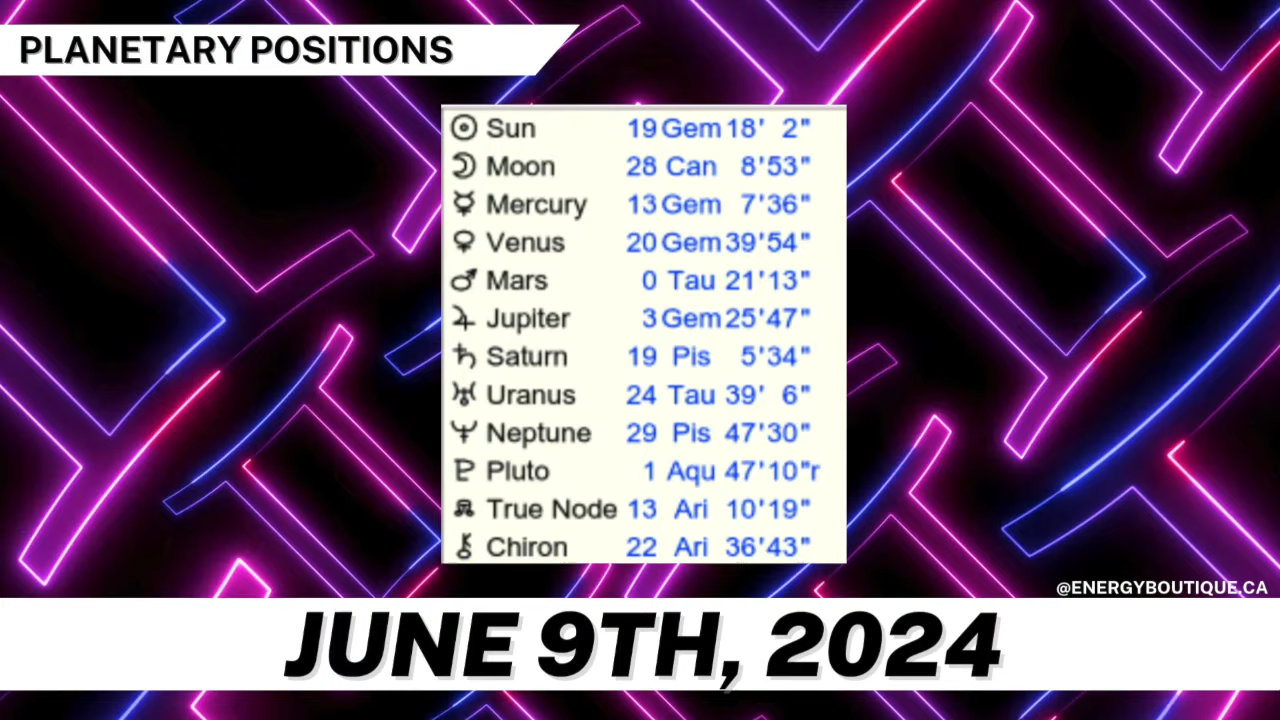 PLANETARY POSITIONS
Sun 19 Gem 18' 2"
Moon 28 Can 8'53"
Mercury 13 Gem 7'36"
Venus 20 Gem 39'54"
Mars 0 Tau 21'13"
Jupiter 3 Gem 25'47"
Saturn 19 Pis 5'34"
Uranus 24 Tau 39' 6"
Neptune 29 Pis 47'30"
Pluto 1 Aqu 47'10"r
True Node 13 Ari 10'19"
Chiron 22 Ari 36'43"
@ENERGYBOUTIQUE.CA
JUNE 9TH, 2024